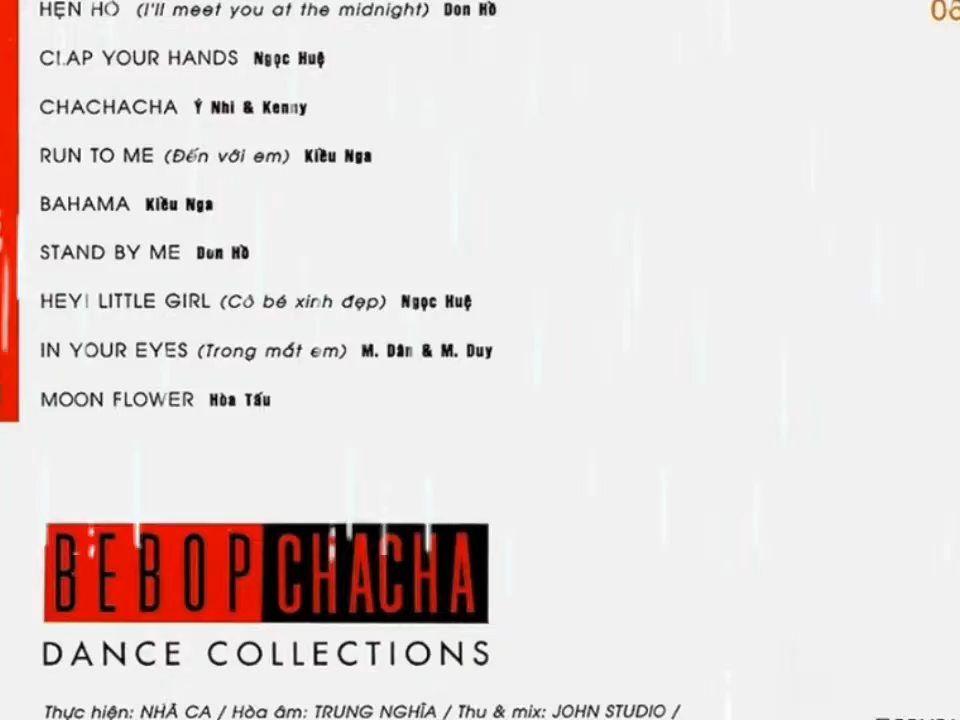 HẸN HÒ (I'll meet you at the midnight) Don Hồ
06
CLAP YOUR HANDS Ngọc Huệ
CHACHACHA Ý Nhi & Kenny
RUN TO ME (Đến với em) Kiều Nga
BAHAMA Kiều Nga
STAND BY ME Don Hồ
HEY! LITTLE GIRL (Cô bé xinh đẹp) Ngọc Huệ
IN YOUR EYES (Trong mắt em) M. Dân & M. Duy
MOON FLOWER Hòa Tấu
BEBOP CHACHA
DANCE COLLECTIONS
Thực hiện: NHÃ CA / Hòa âm: TRUNG NGHĨA / Thu & mix: JOHN STUDIO /